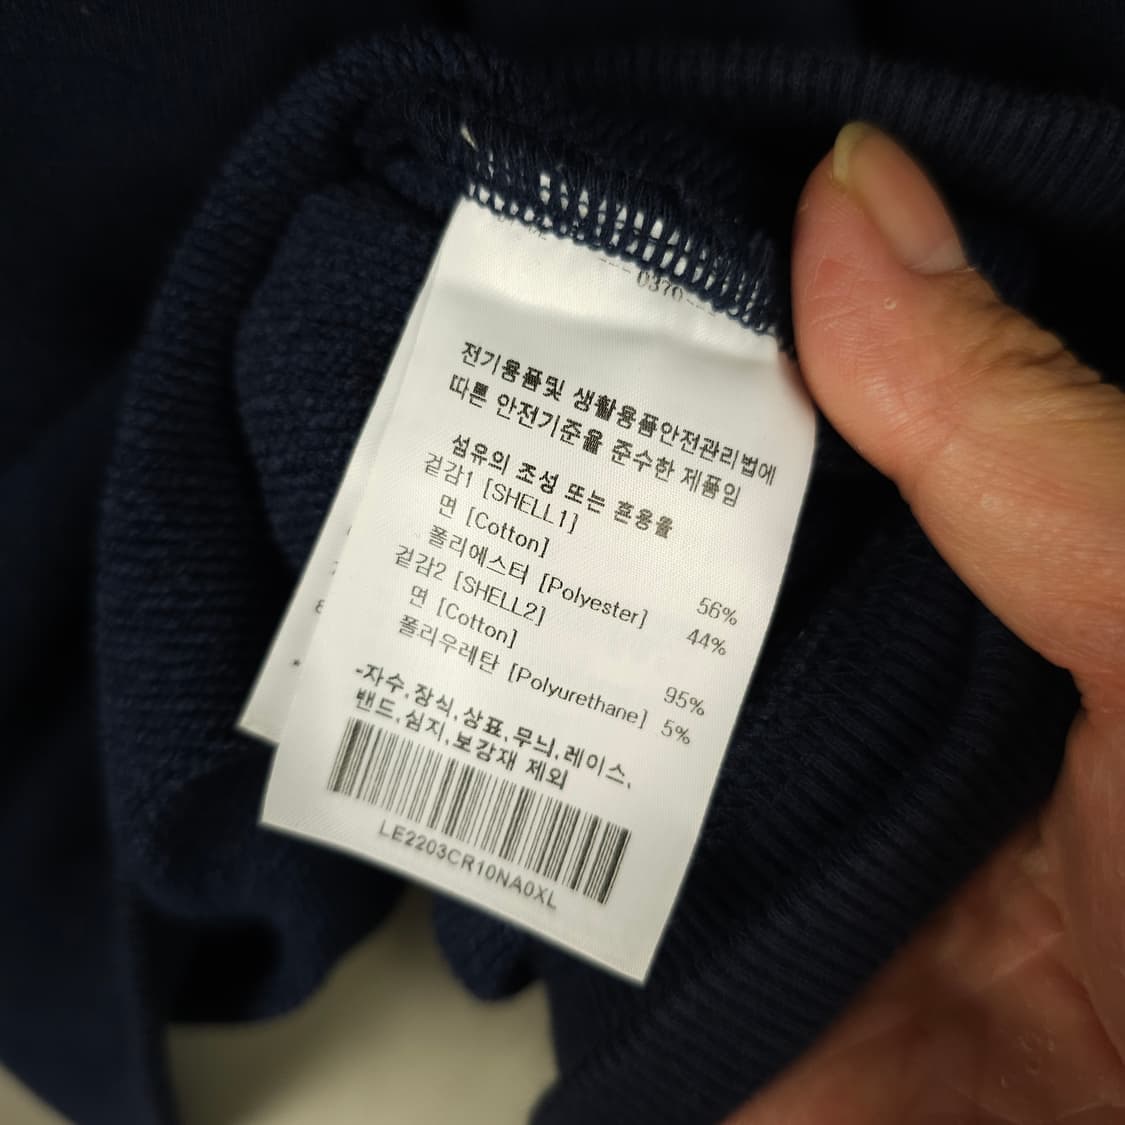 0370
전기용품및 생활용품안전관리법에
따른 안전기준을 준수한 제품임
섬유의 조성 또는 혼용율
겉감1 [SHELL1]
면 [Cotton] 56%
폴리에스터 [Polyester] 44%
겉감2 [SHELL2]
면 [Cotton] 95%
폴리우레탄 [Polyurethane] 5%
-자수.장식.상표.무늬.레이스.
밴드.심지.보강재 제외
LE2203CR10NA0XL